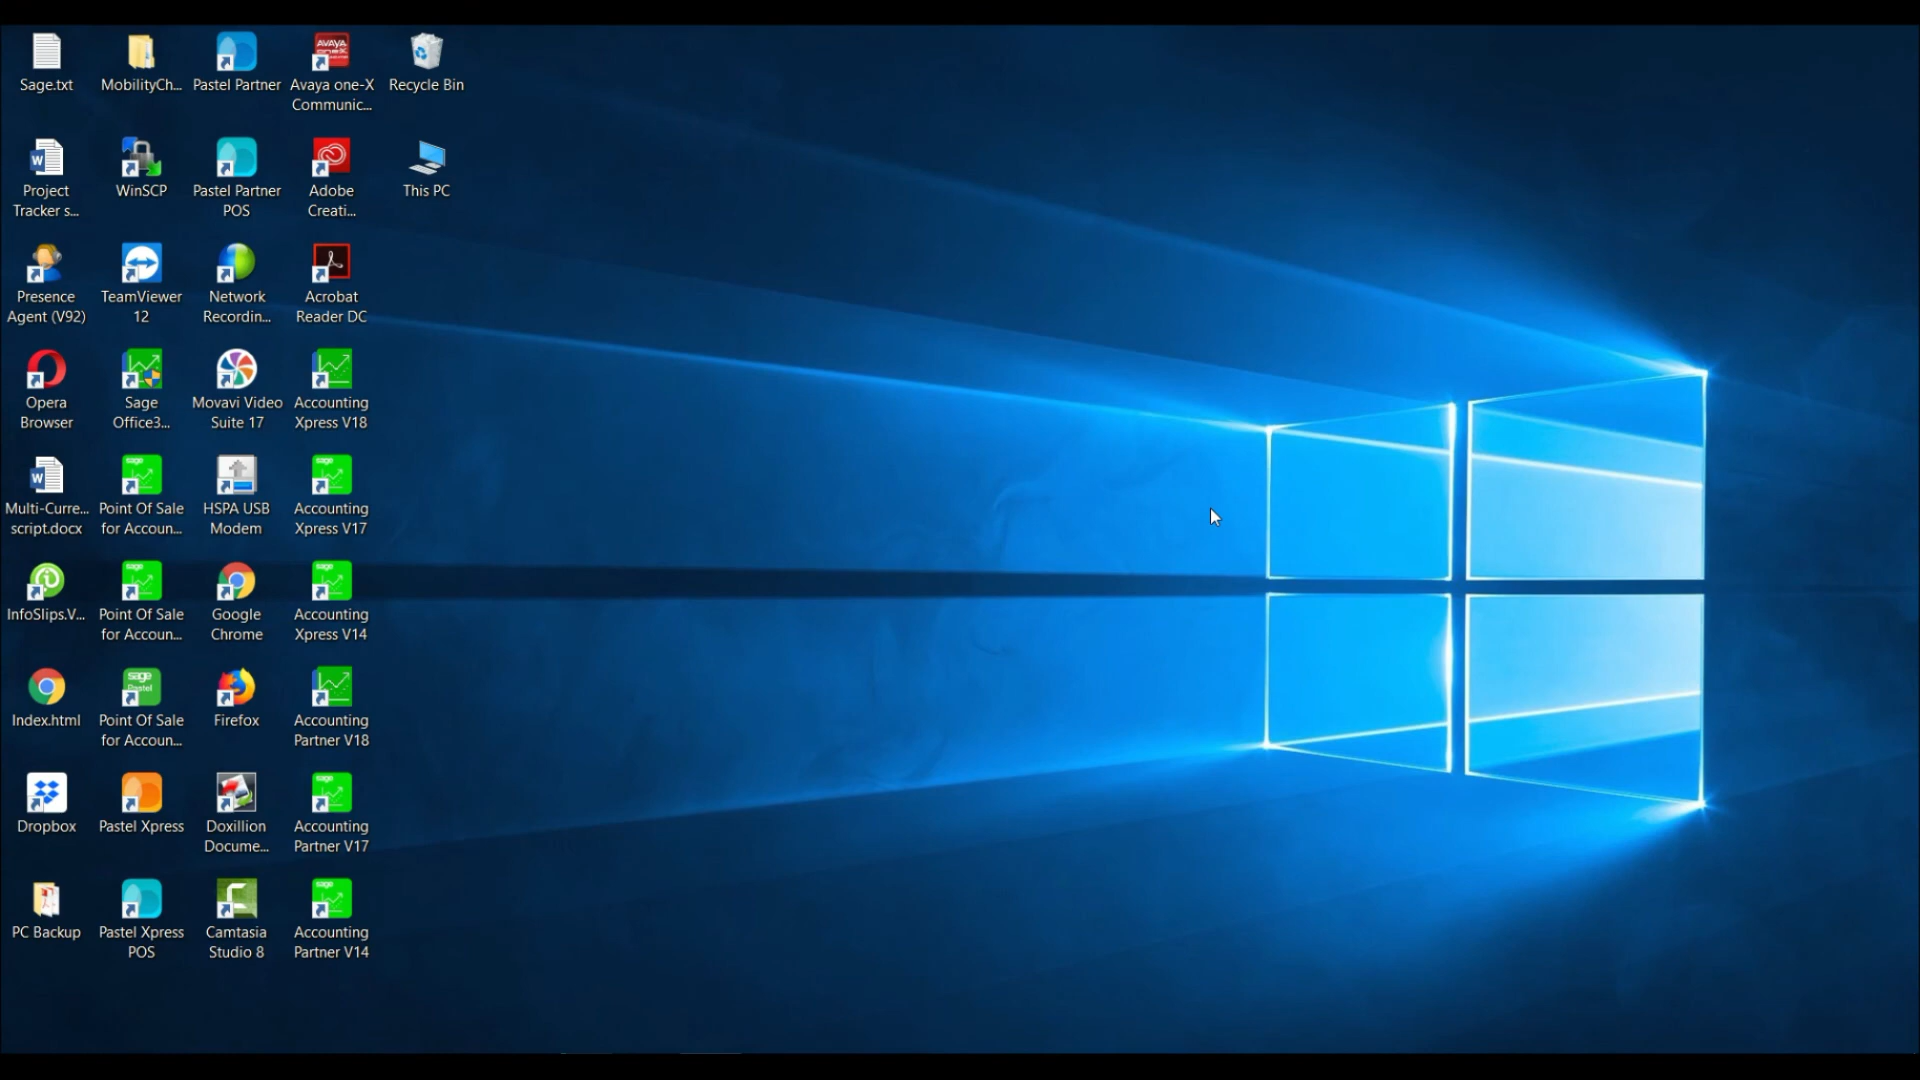 Sage.txt
MobilityCh...
Pastel Partner
Avaya one-X
Communic...
Recycle Bin
Project
Tracker s...
WinSCP
Pastel Partner
POS
Adobe
Creati...
This PC
Presence
Agent (V92)
TeamViewer
12
Network
Recordin...
Acrobat
Reader DC
Opera
Browser
Sage
Office3...
Movavi Video
Suite 17
Accounting
Xpress V18
Multi-Curre...
script.docx
Point Of Sale
for Accoun...
HSPA USB
Modem
Accounting
Xpress V17
InfoSlips.V...
Point Of Sale
for Accoun...
Google
Chrome
Accounting
Xpress V14
Index.html
Point Of Sale
for Accoun...
Firefox
Accounting
Partner V18
Dropbox
Pastel Xpress
Doxillion
Docume...
Accounting
Partner V17
PC Backup
Pastel Xpress
POS
Camtasia
Studio 8
Accounting
Partner V14